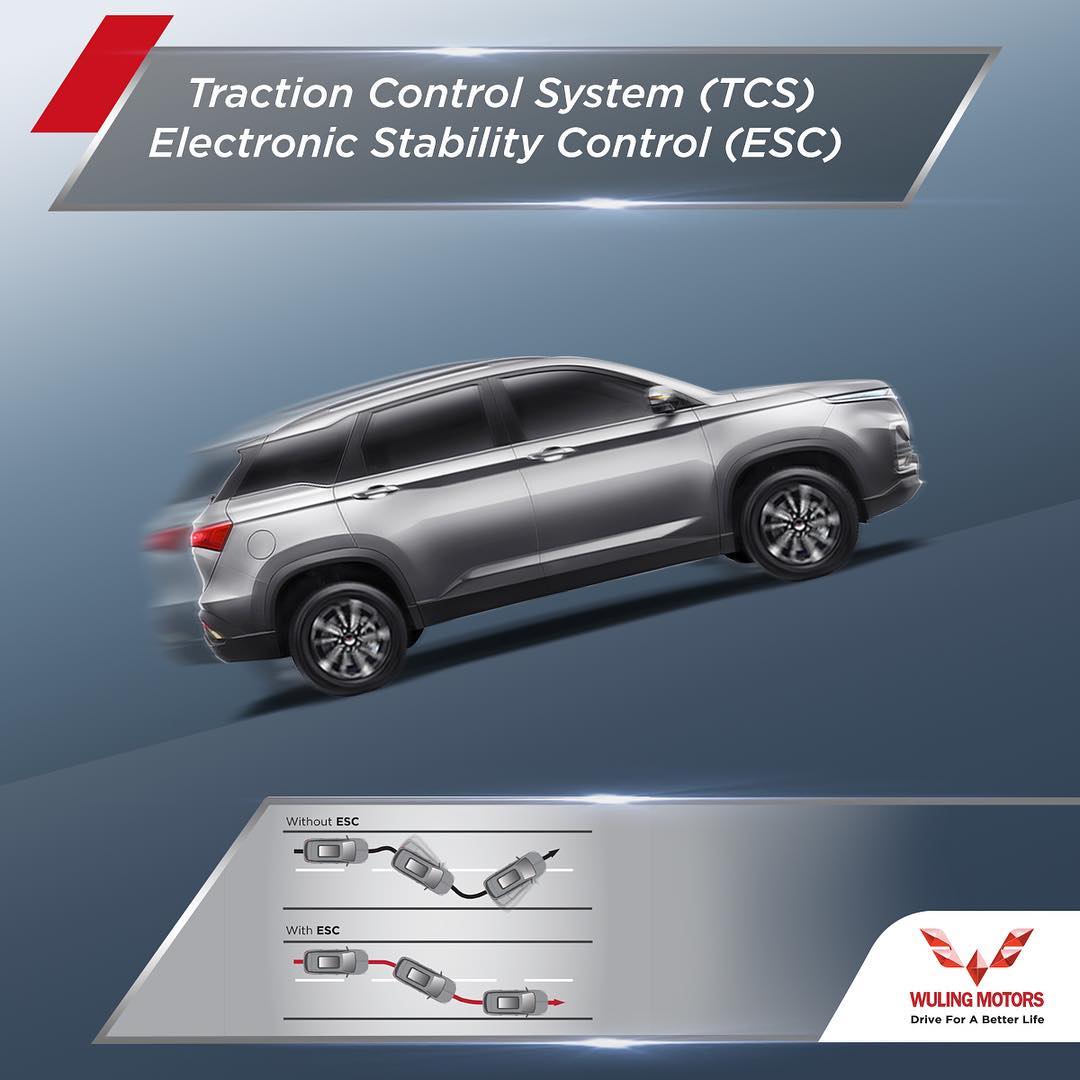 Traction Control System (TCS)
Electronic Stability Control (ESC)
Without ESC
With ESC
WULING MOTORS
Drive For A Better Life